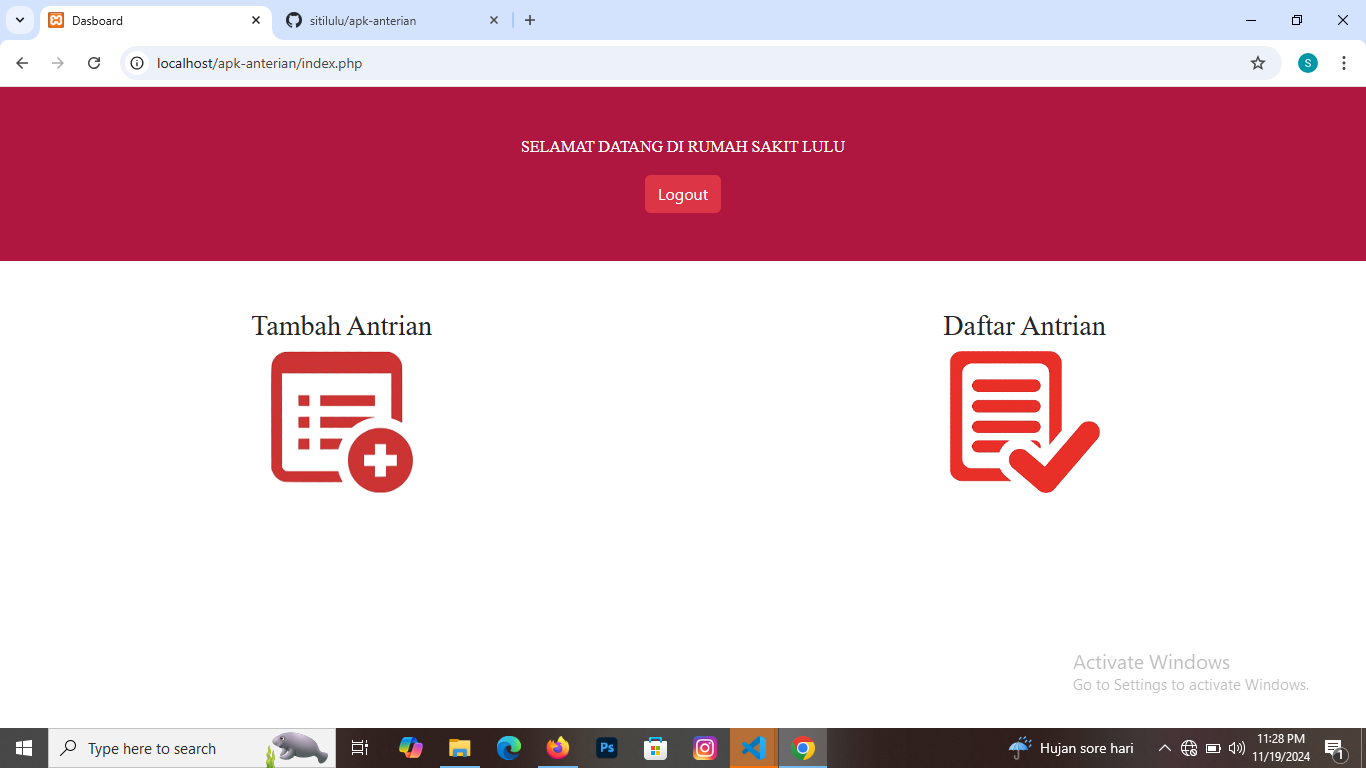 Dasboard
sitilulu/apk-anterian
localhost/apk-anterian/index.php
S
SELAMAT DATANG DI RUMAH SAKIT LULU
Logout
Tambah Antrian
Daftar Antrian
Activate Windows
Go to Settings to activate Windows.
Type here to search
Ps
Hujan sore hari
11:28 PM
11/19/2024
1